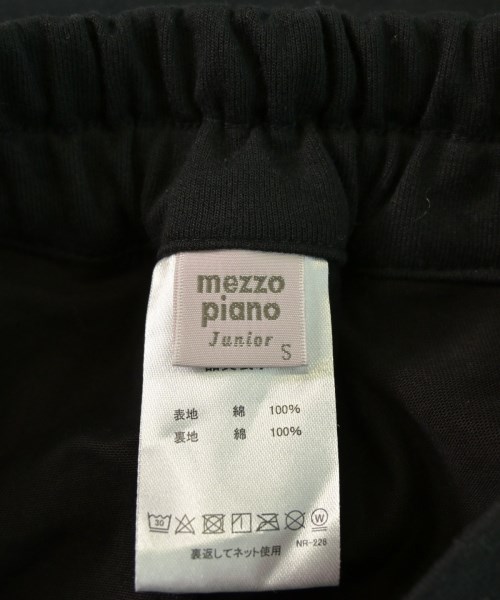 mezzo
piano
Junior
S
表地 綿 100%
裏地 綿 100%
30
W
NR-228
裏返してネット使用